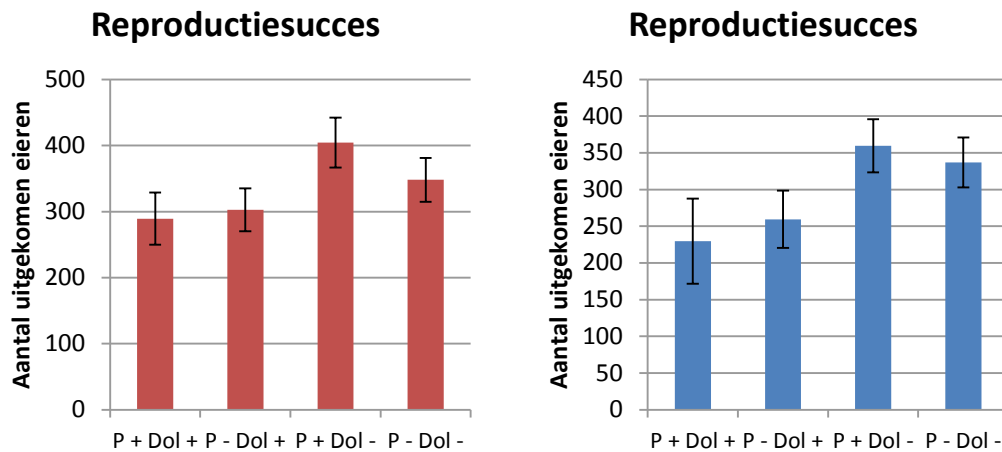 Reproductiesucces
Aantal uitgekomen eieren
500
400
300
200
100
0
P + Dol + P - Dol + P + Dol - P - Dol -
Reproductiesucces
Aantal uitgekomen eieren
450
400
350
300
250
200
150
100
50
0
P + Dol + P - Dol + P + Dol - P - Dol -